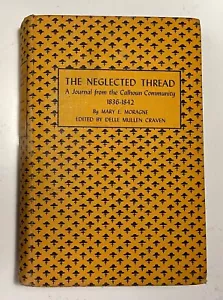 THE NEGLECTED THREAD
A Journal from the Calhoun Community
1836-1842
By MARY E. MORAGNE
EDITED BY DELLE MULLEN CRAVEN